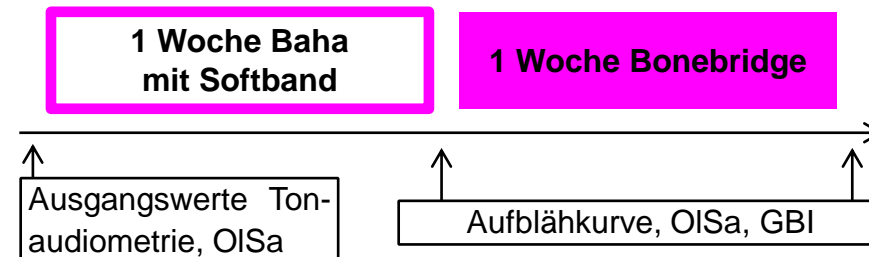 1 Woche Baha
mit Softband
1 Woche Bonebridge
Ausgangswerte Ton-
audiometrie, OlSa
Aufblähkurve, OlSa, GBI